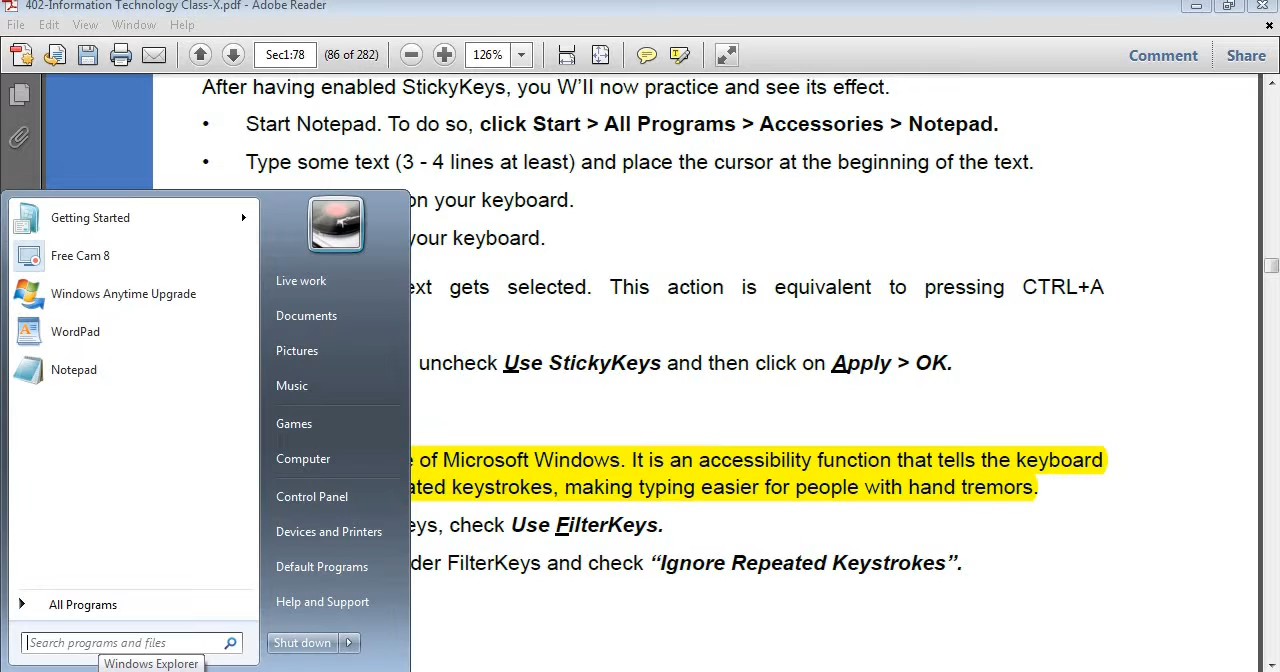 402-Information Technology Class-X.pdf - Adobe Reader
File Edit View Window Help
Sec1:78 (86 of 282) 126% Comment Share
After having enabled StickyKeys, you W'll now practice and see its effect.
• Start Notepad. To do so, click Start > All Programs > Accessories > Notepad.
• Type some text (3 - 4 lines at least) and place the cursor at the beginning of the text.
on your keyboard.
your keyboard.
ext gets selected. This action is equivalent to pressing CTRL+A
uncheck Use StickyKeys and then click on Apply > OK.
e of Microsoft Windows. It is an accessibility function that tells the keyboard
ated keystrokes, making typing easier for people with hand tremors.
eys, check Use FilterKeys.
der FilterKeys and check “Ignore Repeated Keystrokes”.
Getting Started
Free Cam 8
Windows Anytime Upgrade
WordPad
Notepad
All Programs
Search programs and files
Windows Explorer
Live work
Documents
Pictures
Music
Games
Computer
Control Panel
Devices and Printers
Default Programs
Help and Support
Shut down